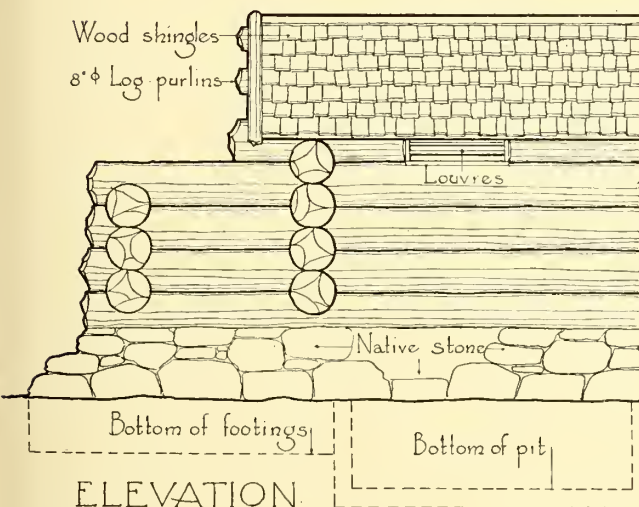 Wood shingles
8"ϕ Log purlins
Louvres
Native stone
Bottom of footings
Bottom of pit
ELEVATION